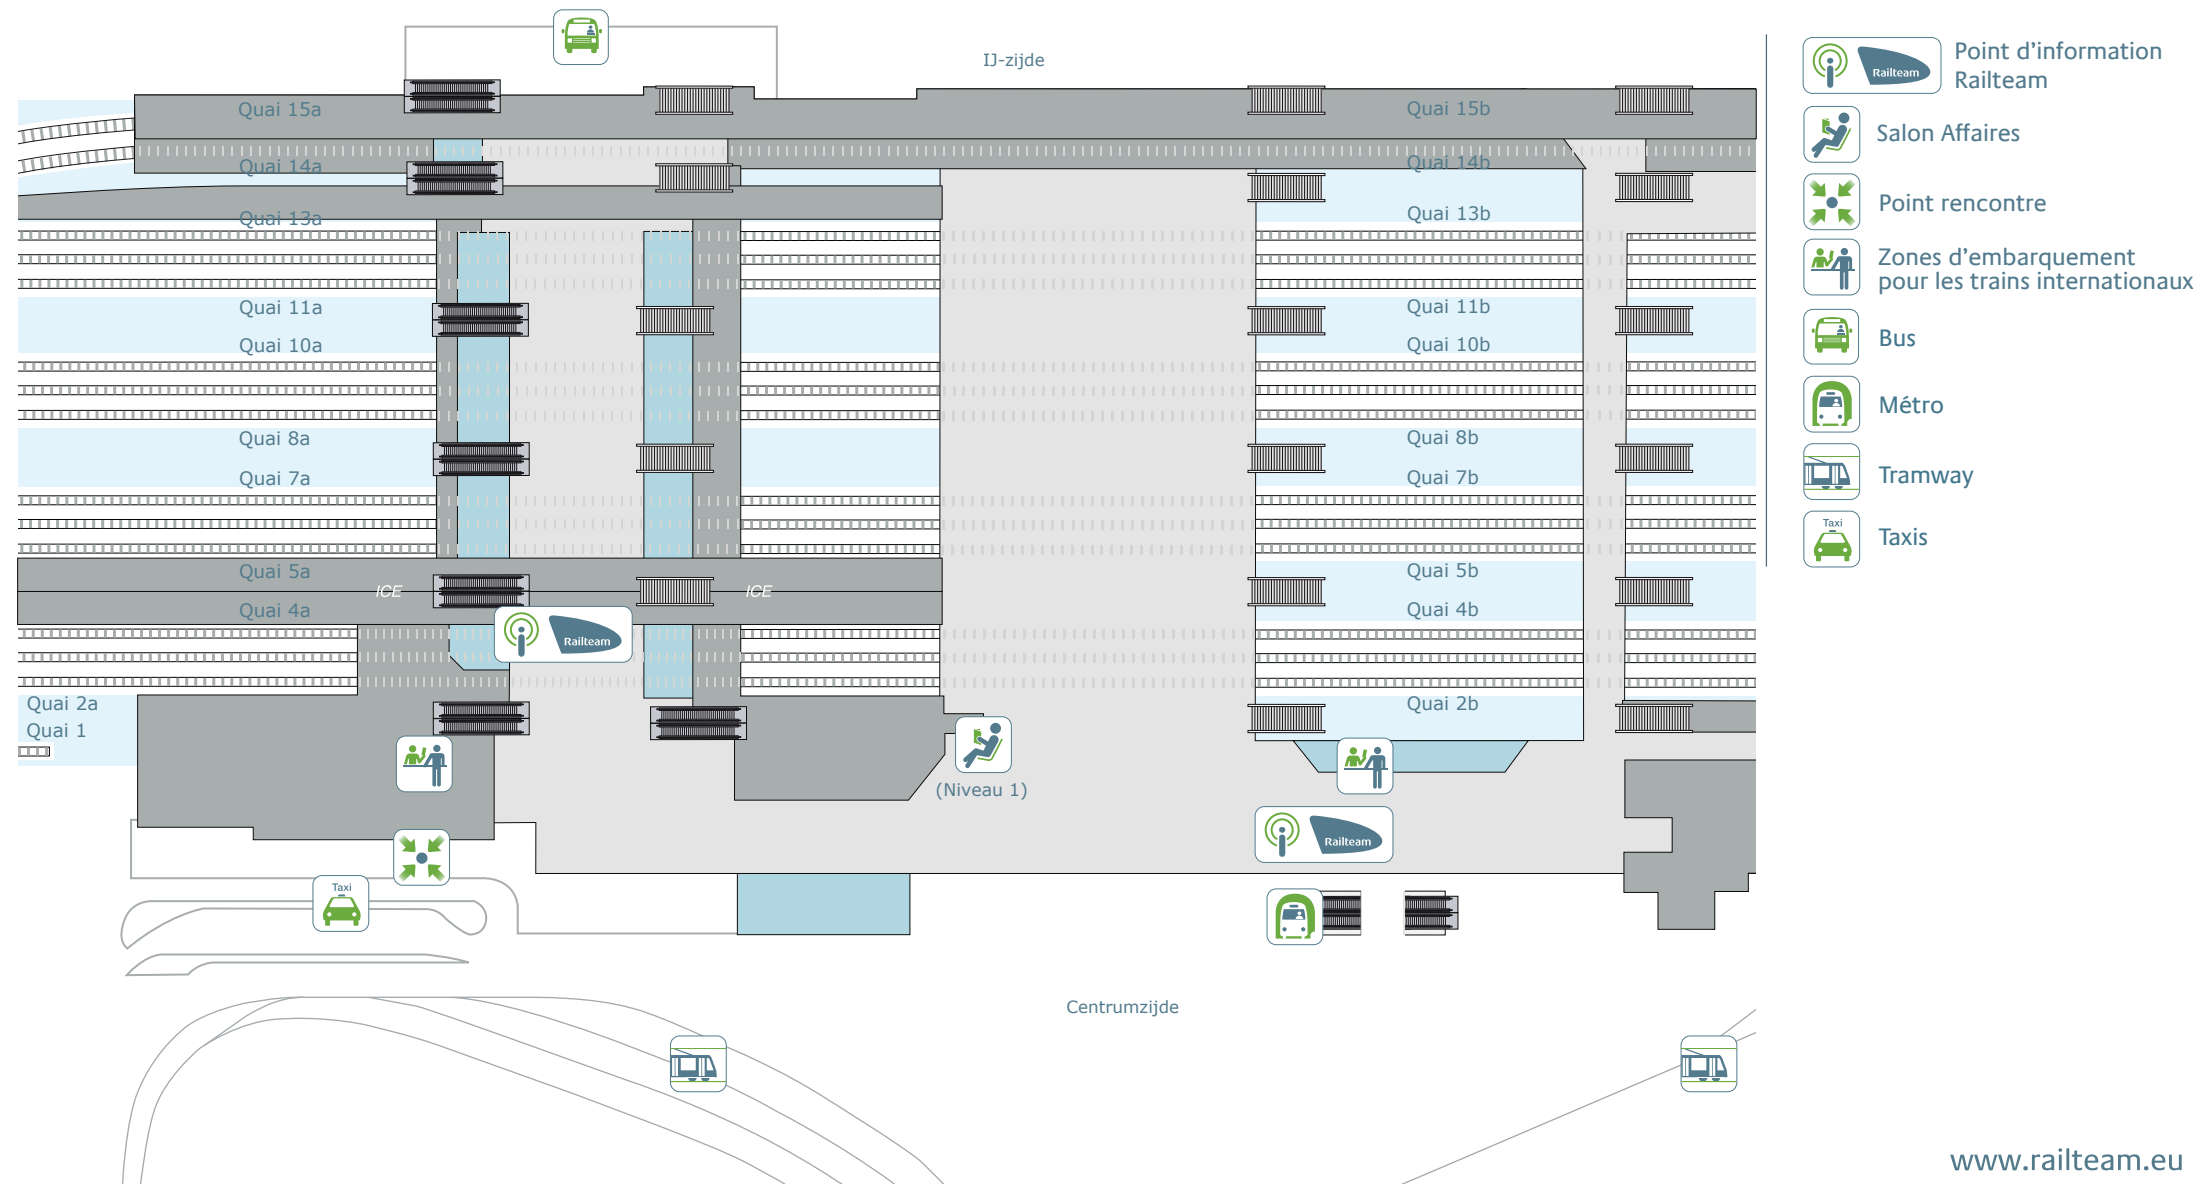 IJ-zijde
Quai 15a
Quai 15b
Quai 14a
Quai 14b
Quai 13a
Quai 13b
Quai 11a
Quai 11b
Quai 10a
Quai 10b
Quai 8a
Quai 8b
Quai 7a
Quai 7b
Quai 5a
Quai 5b
ICE
ICE
Quai 4a
Quai 4b
Railteam
Quai 2a
Quai 2b
Quai 1
(Niveau 1)
Railteam
Taxi
Centrumzijde
Railteam
Point d'information
Railteam
Salon Affaires
Point rencontre
Zones d'embarquement
pour les trains internationaux
Bus
Métro
Tramway
Taxi
Taxis
www.railteam.eu